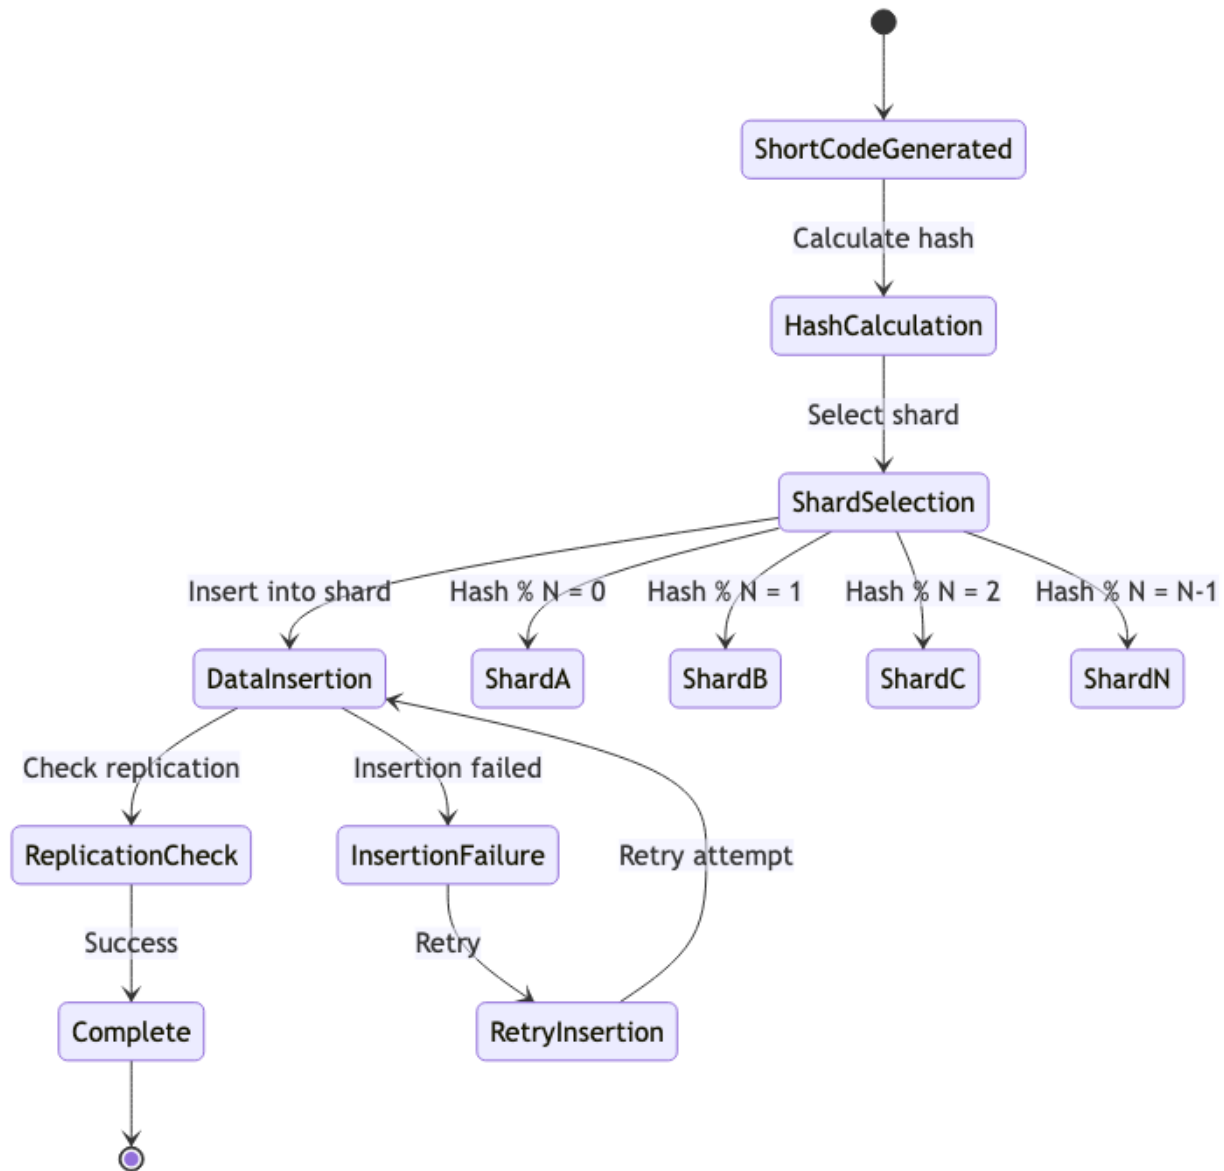 ShortCodeGenerated
Calculate hash
HashCalculation
Select shard
ShardSelection
Insert into shard
Hash % N = 0
Hash % N = 1
Hash % N = 2
Hash % N = N-1
DataInsertion
ShardA
ShardB
ShardC
ShardN
Check replication
Insertion failed
ReplicationCheck
InsertionFailure
Retry attempt
Success
Retry
Complete
RetryInsertion